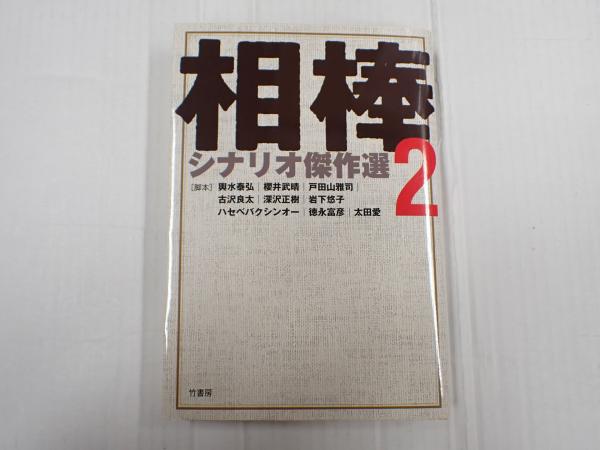 相棒
シナリオ傑作選
2
[脚本] 輿水泰弘|櫻井武晴|戸田山雅司|
古沢良太|深沢正樹|岩下悠子
ハセベバクシンオー|徳永富彦|太田愛
竹書房